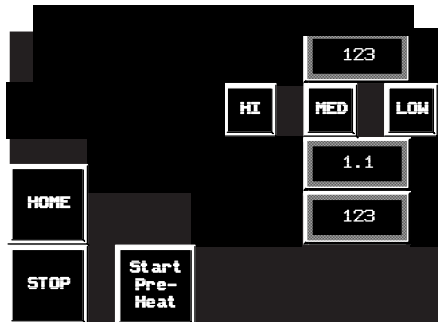 123
HI MED LOW
1.1
HOME
123
STOP
Start
Pre-
Heat